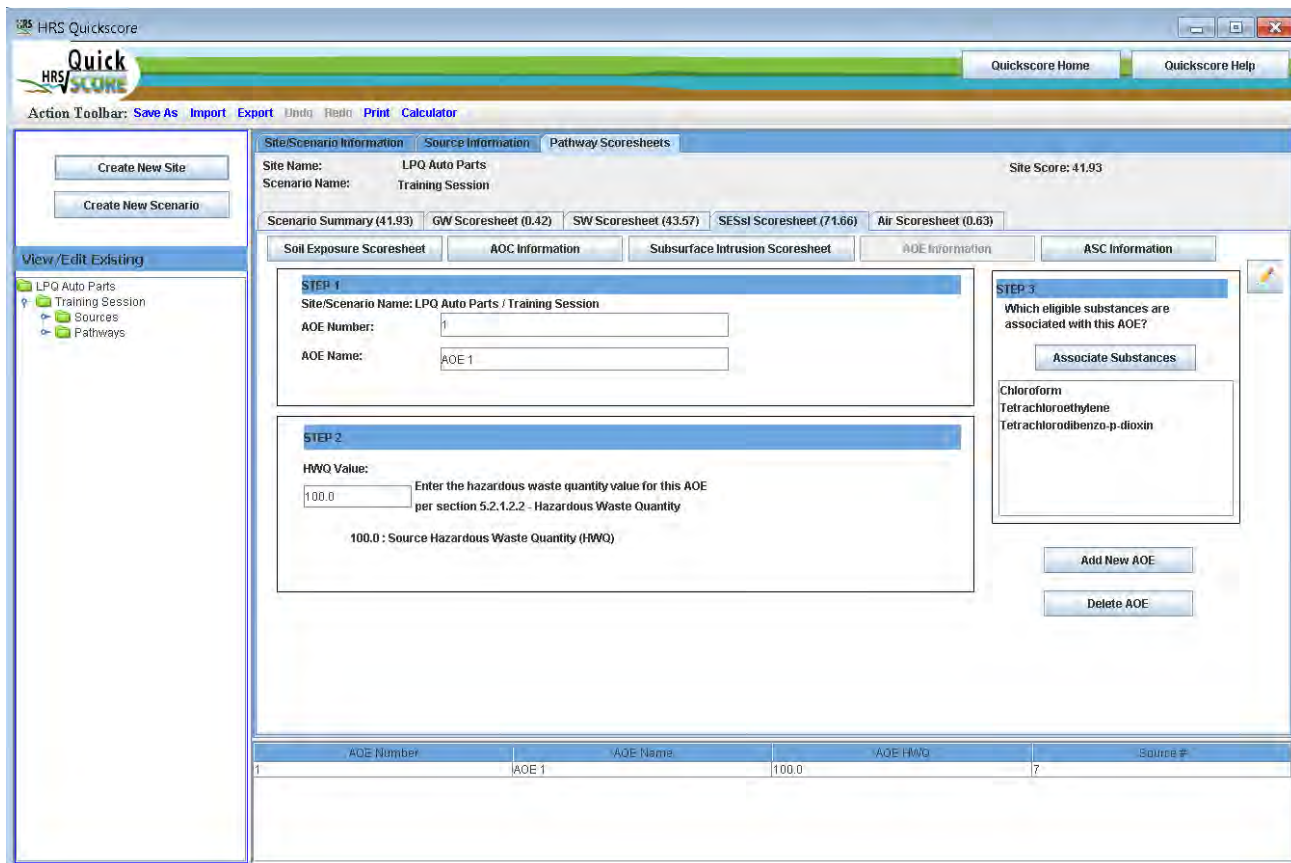 HRS Quickscore
Quick
HRS SCORE
Quickscore Home
Quickscore Help
Action Toolbar: Save As Import Export Undo Redo Print Calculator
Create New Site
Create New Scenario
View/Edit Existing
LPQ Auto Parts
Training Session
Sources
Pathways
Site/Scenario Information Source Information Pathway Scoresheets
Site Name: LPQ Auto Parts Site Score: 41.93
Scenario Name: Training Session
Scenario Summary (41.93) GW Scoresheet (0.42) SW Scoresheet (43.57) SESsI Scoresheet (71.66) Air Scoresheet (0.63)
Soil Exposure Scoresheet AOC Information Subsurface Intrusion Scoresheet AOE Information ASC Information
STEP 1
Site/Scenario Name: LPQ Auto Parts / Training Session
AOE Number: 1
AOE Name: AOE 1
STEP 2
HWQ Value:
100.0
Enter the hazardous waste quantity value for this AOE
per section 5.2.1.2.2 - Hazardous Waste Quantity
100.0 : Source Hazardous Waste Quantity (HWQ)
STEP 3
Which eligible substances are
associated with this AOE?
Associate Substances
Chloroform
Tetrachloroethylene
Tetrachlorodibenzo-p-dioxin
Add New AOE
Delete AOE
AOE Number AOE Name AOE HWQ Source #
1 AOE 1 100.0 7